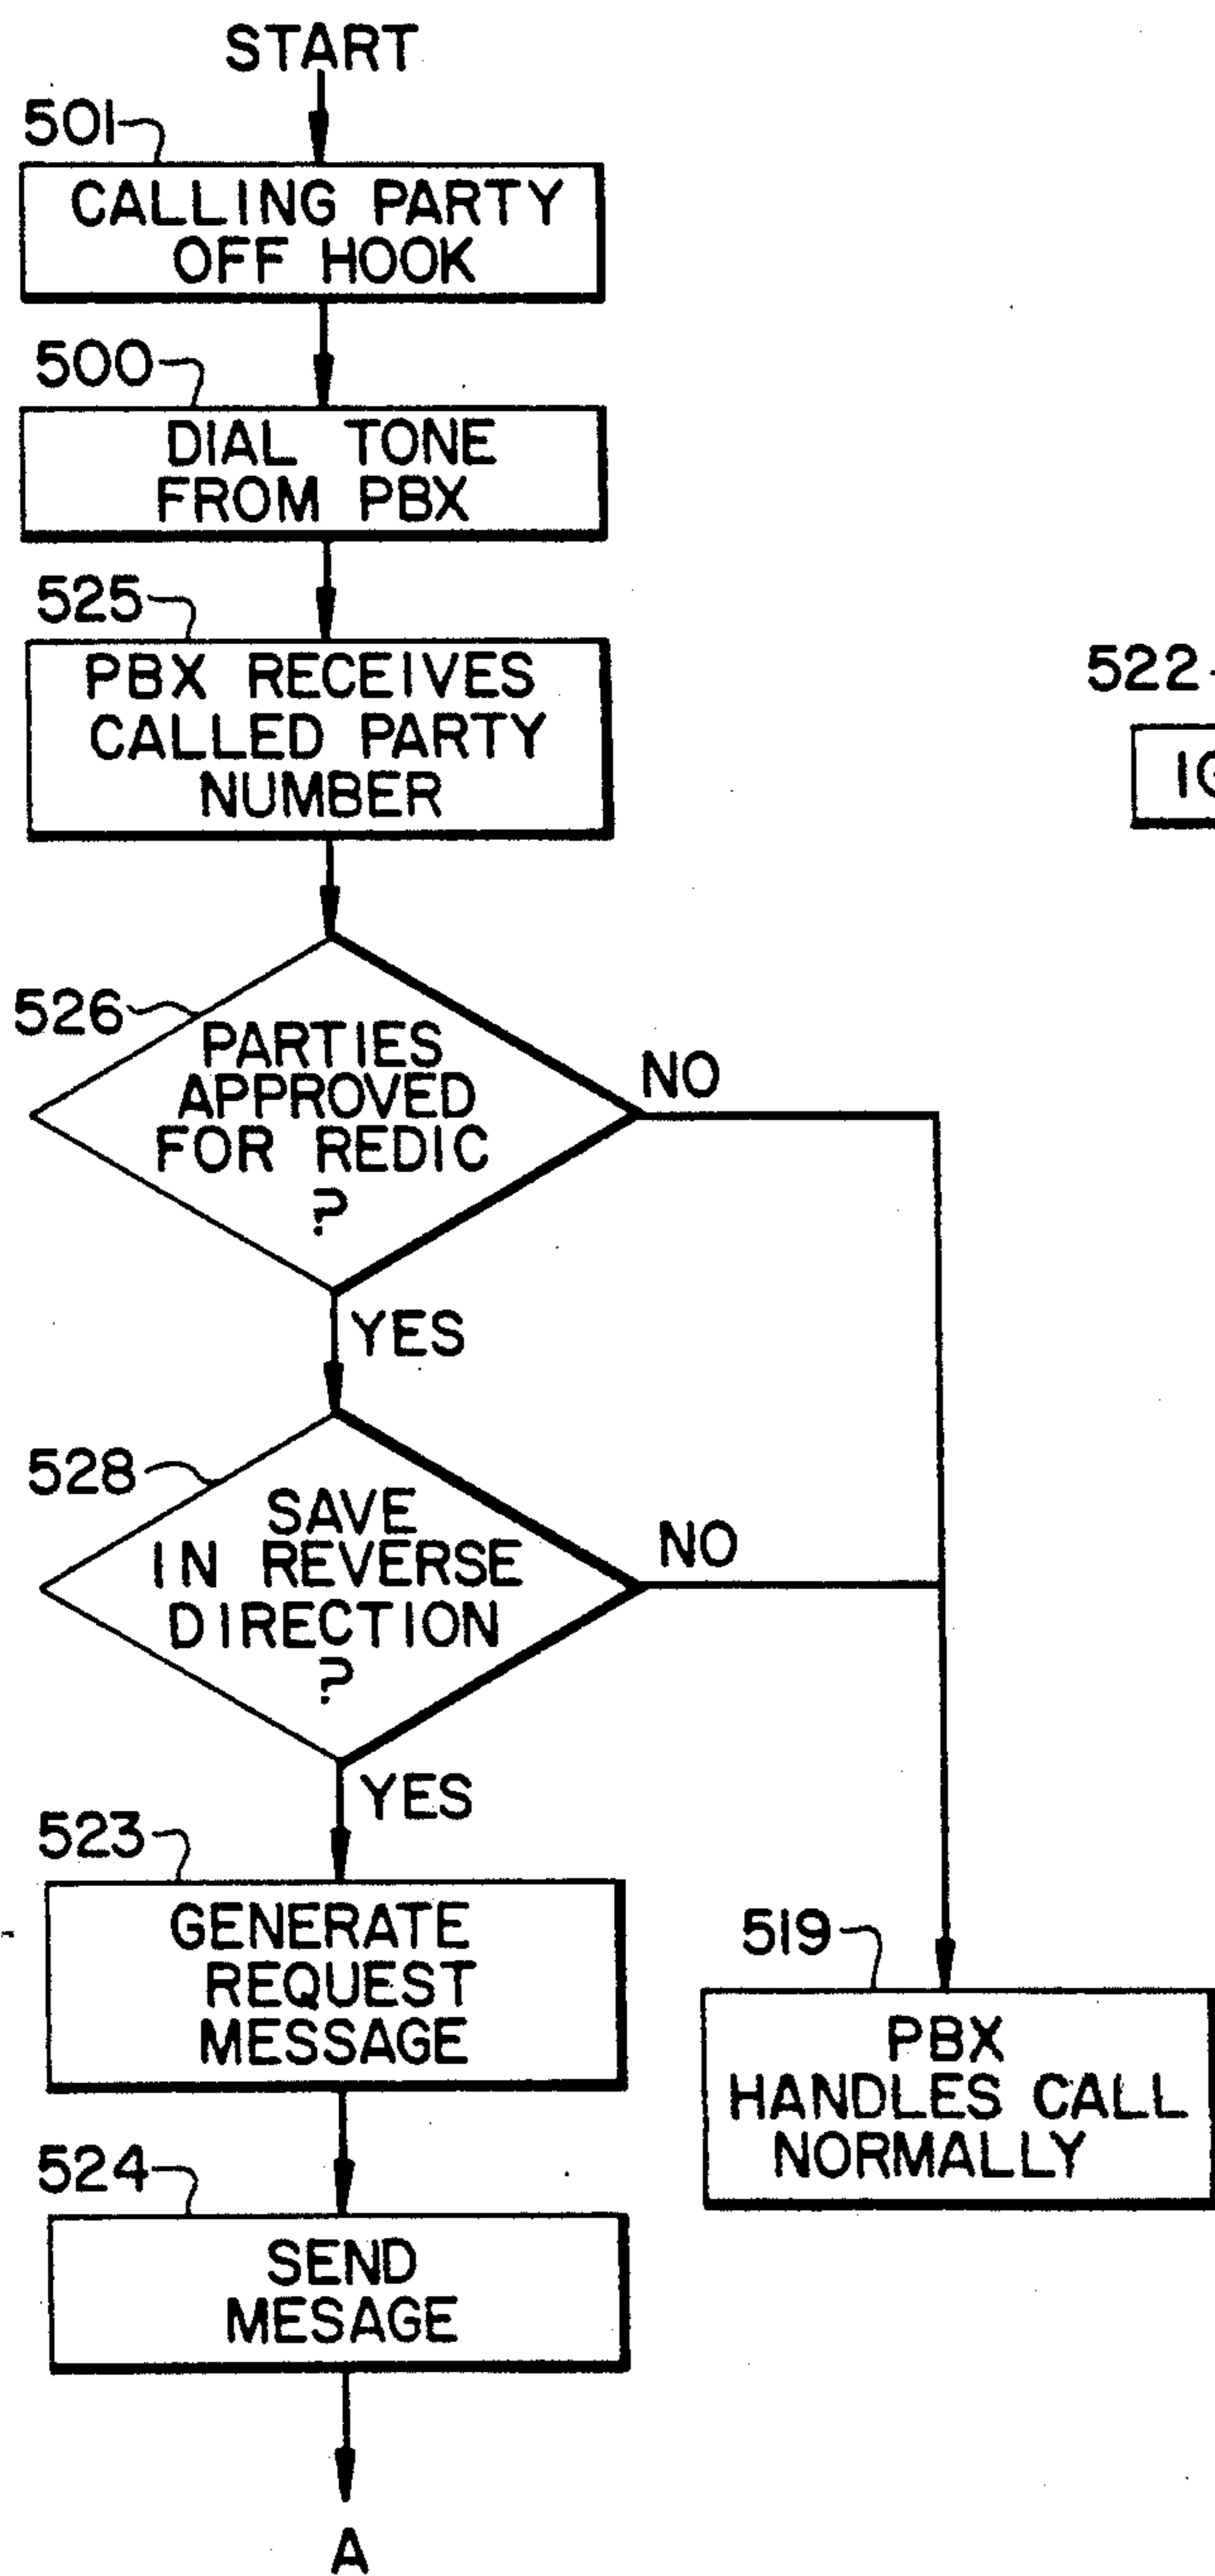 START
501
CALLING PARTY
OFF HOOK
500
DIAL TONE
FROM PBX
525
PBX RECEIVES
CALLED PARTY
NUMBER
522
526
PARTIES
APPROVED
FOR REDIC
?
NO
YES
528
SAVE
IN REVERSE
DIRECTION
?
NO
YES
523
GENERATE
REQUEST
MESSAGE
519
PBX
HANDLES CALL
NORMALLY
524
SEND
MESAGE
A